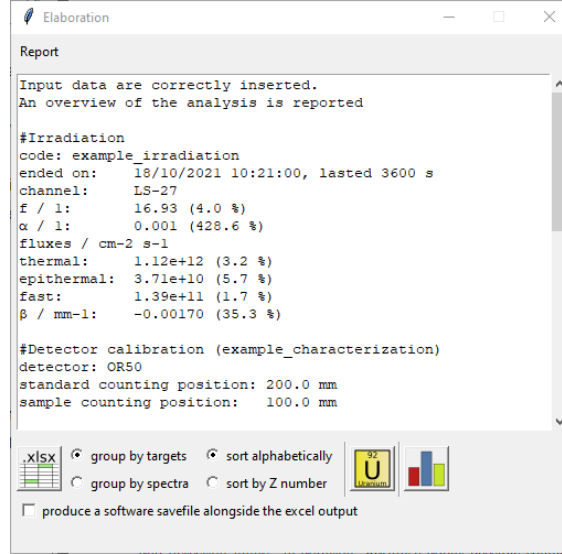 Elaboration
Report
Input data are correctly inserted.
An overview of the analysis is reported
#Irradiation
code: example_irradiation
ended on: 18/10/2021 10:21:00, lasted 3600 s
channel: LS-27
f / 1: 16.93 (4.0 %)
α / 1: 0.001 (428.6 %)
fluxes / cm-2 s-1
thermal: 1.12e+12 (3.2 %)
epithermal: 3.71e+10 (5.7 %)
fast: 1.39e+11 (1.7 %)
β / mm-1: -0.00170 (35.3 %)
#Detector calibration (example_characterization)
detector: OR50
standard counting position: 200.0 mm
sample counting position: 100.0 mm
.xlsx
group by targets
sort alphabetically
group by spectra
sort by Z number
92
U
Uranium
produce a software savefile alongside the excel output